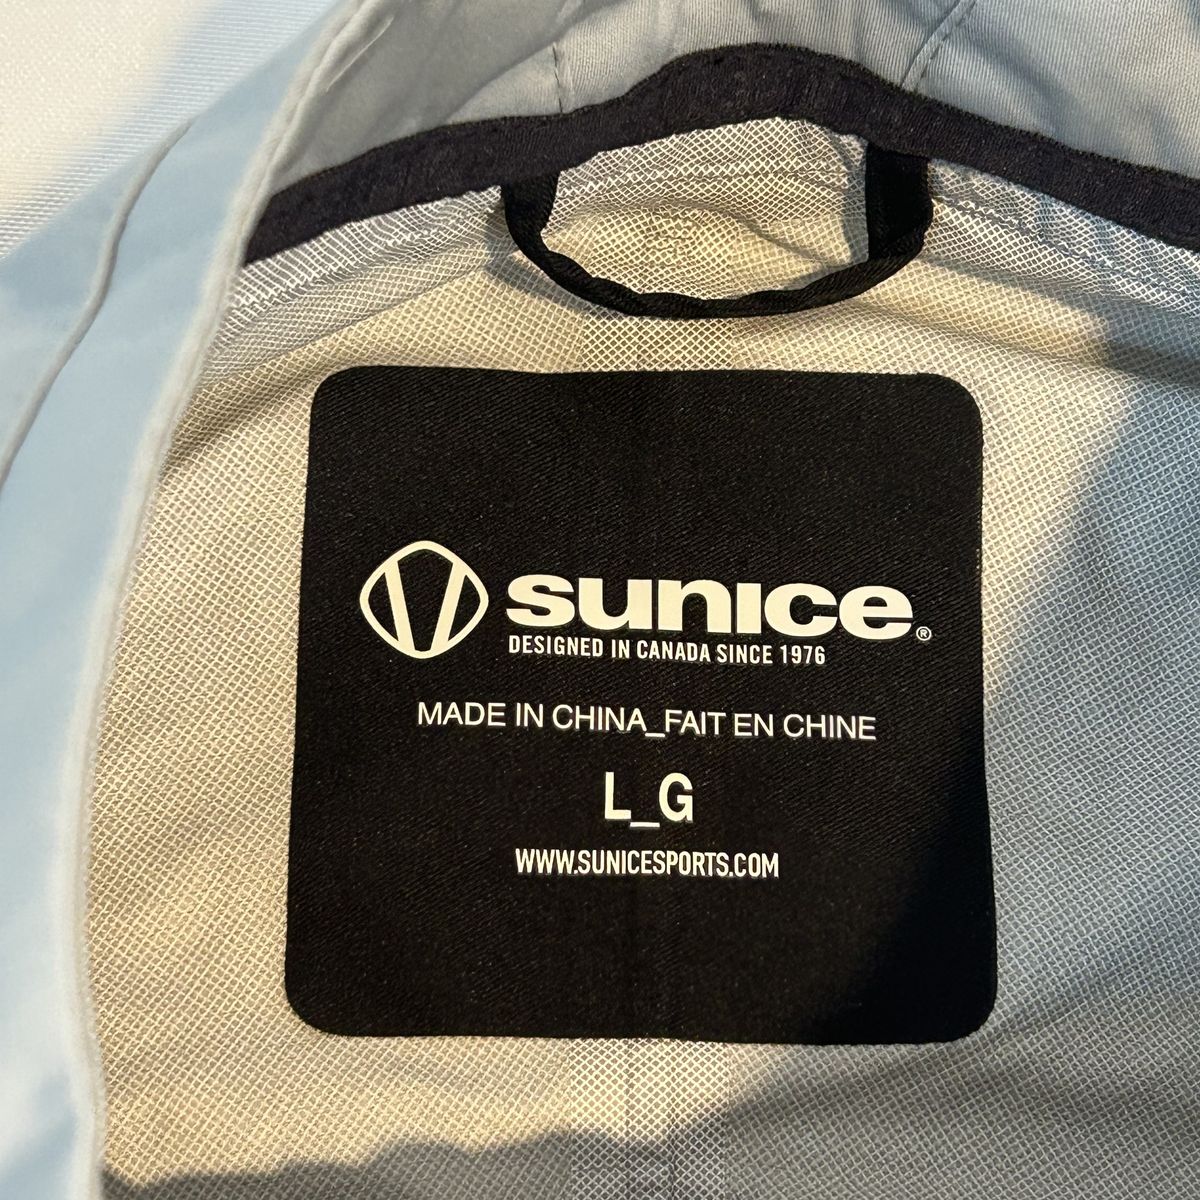 sunice®
DESIGNED IN CANADA SINCE 1976
MADE IN CHINA_FAIT EN CHINE
L_G
WWW.SUNICESPORTS.COM